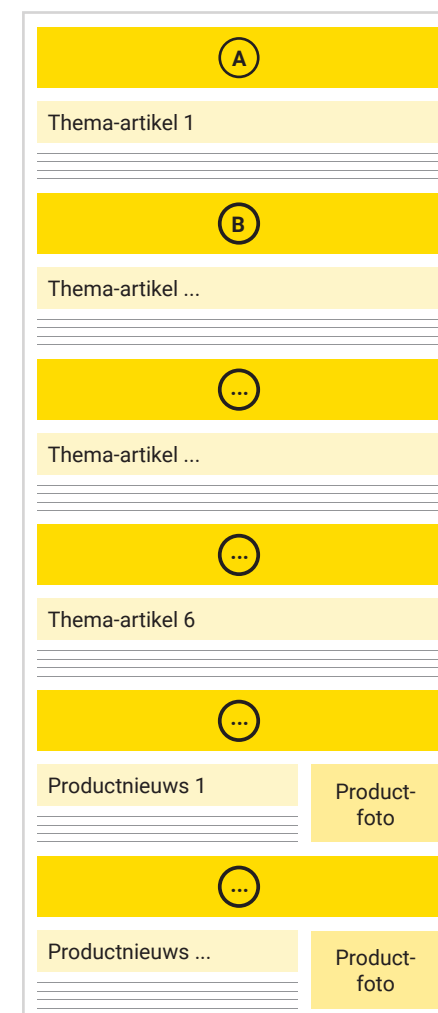 A
Thema-artikel 1
B
Thema-artikel ...
...
Thema-artikel ...
...
Thema-artikel 6
...
Productnieuws 1
Product-
foto
...
Productnieuws ...
Product-
foto